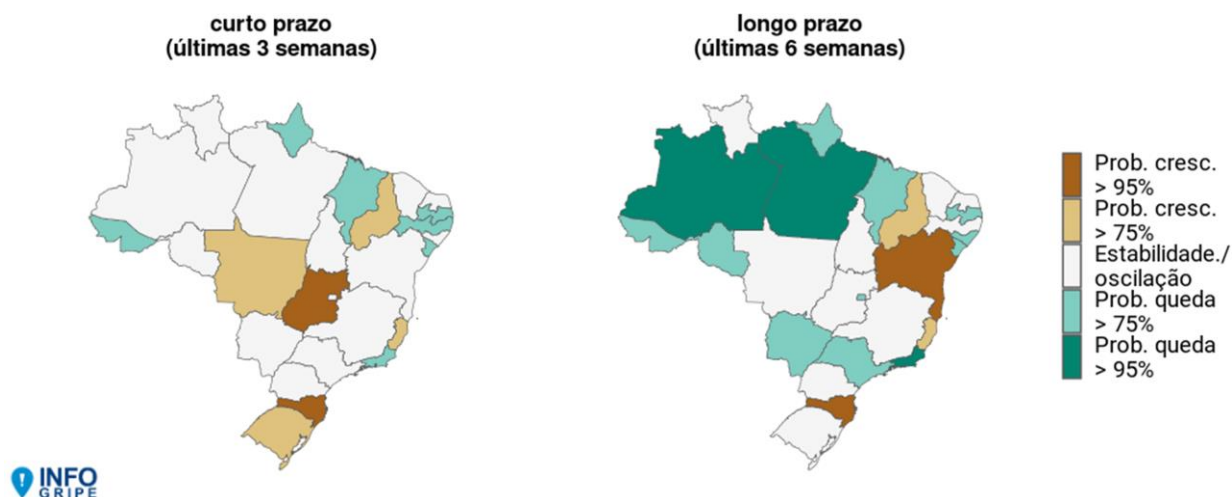 curto prazo
(últimas 3 semanas)
longo prazo
(últimas 6 semanas)
Prob. cresc.
> 95%
Prob. cresc.
> 75%
Estabilidade./
oscilação
Prob. queda
> 75%
Prob. queda
> 95%
INFO
GRIPE